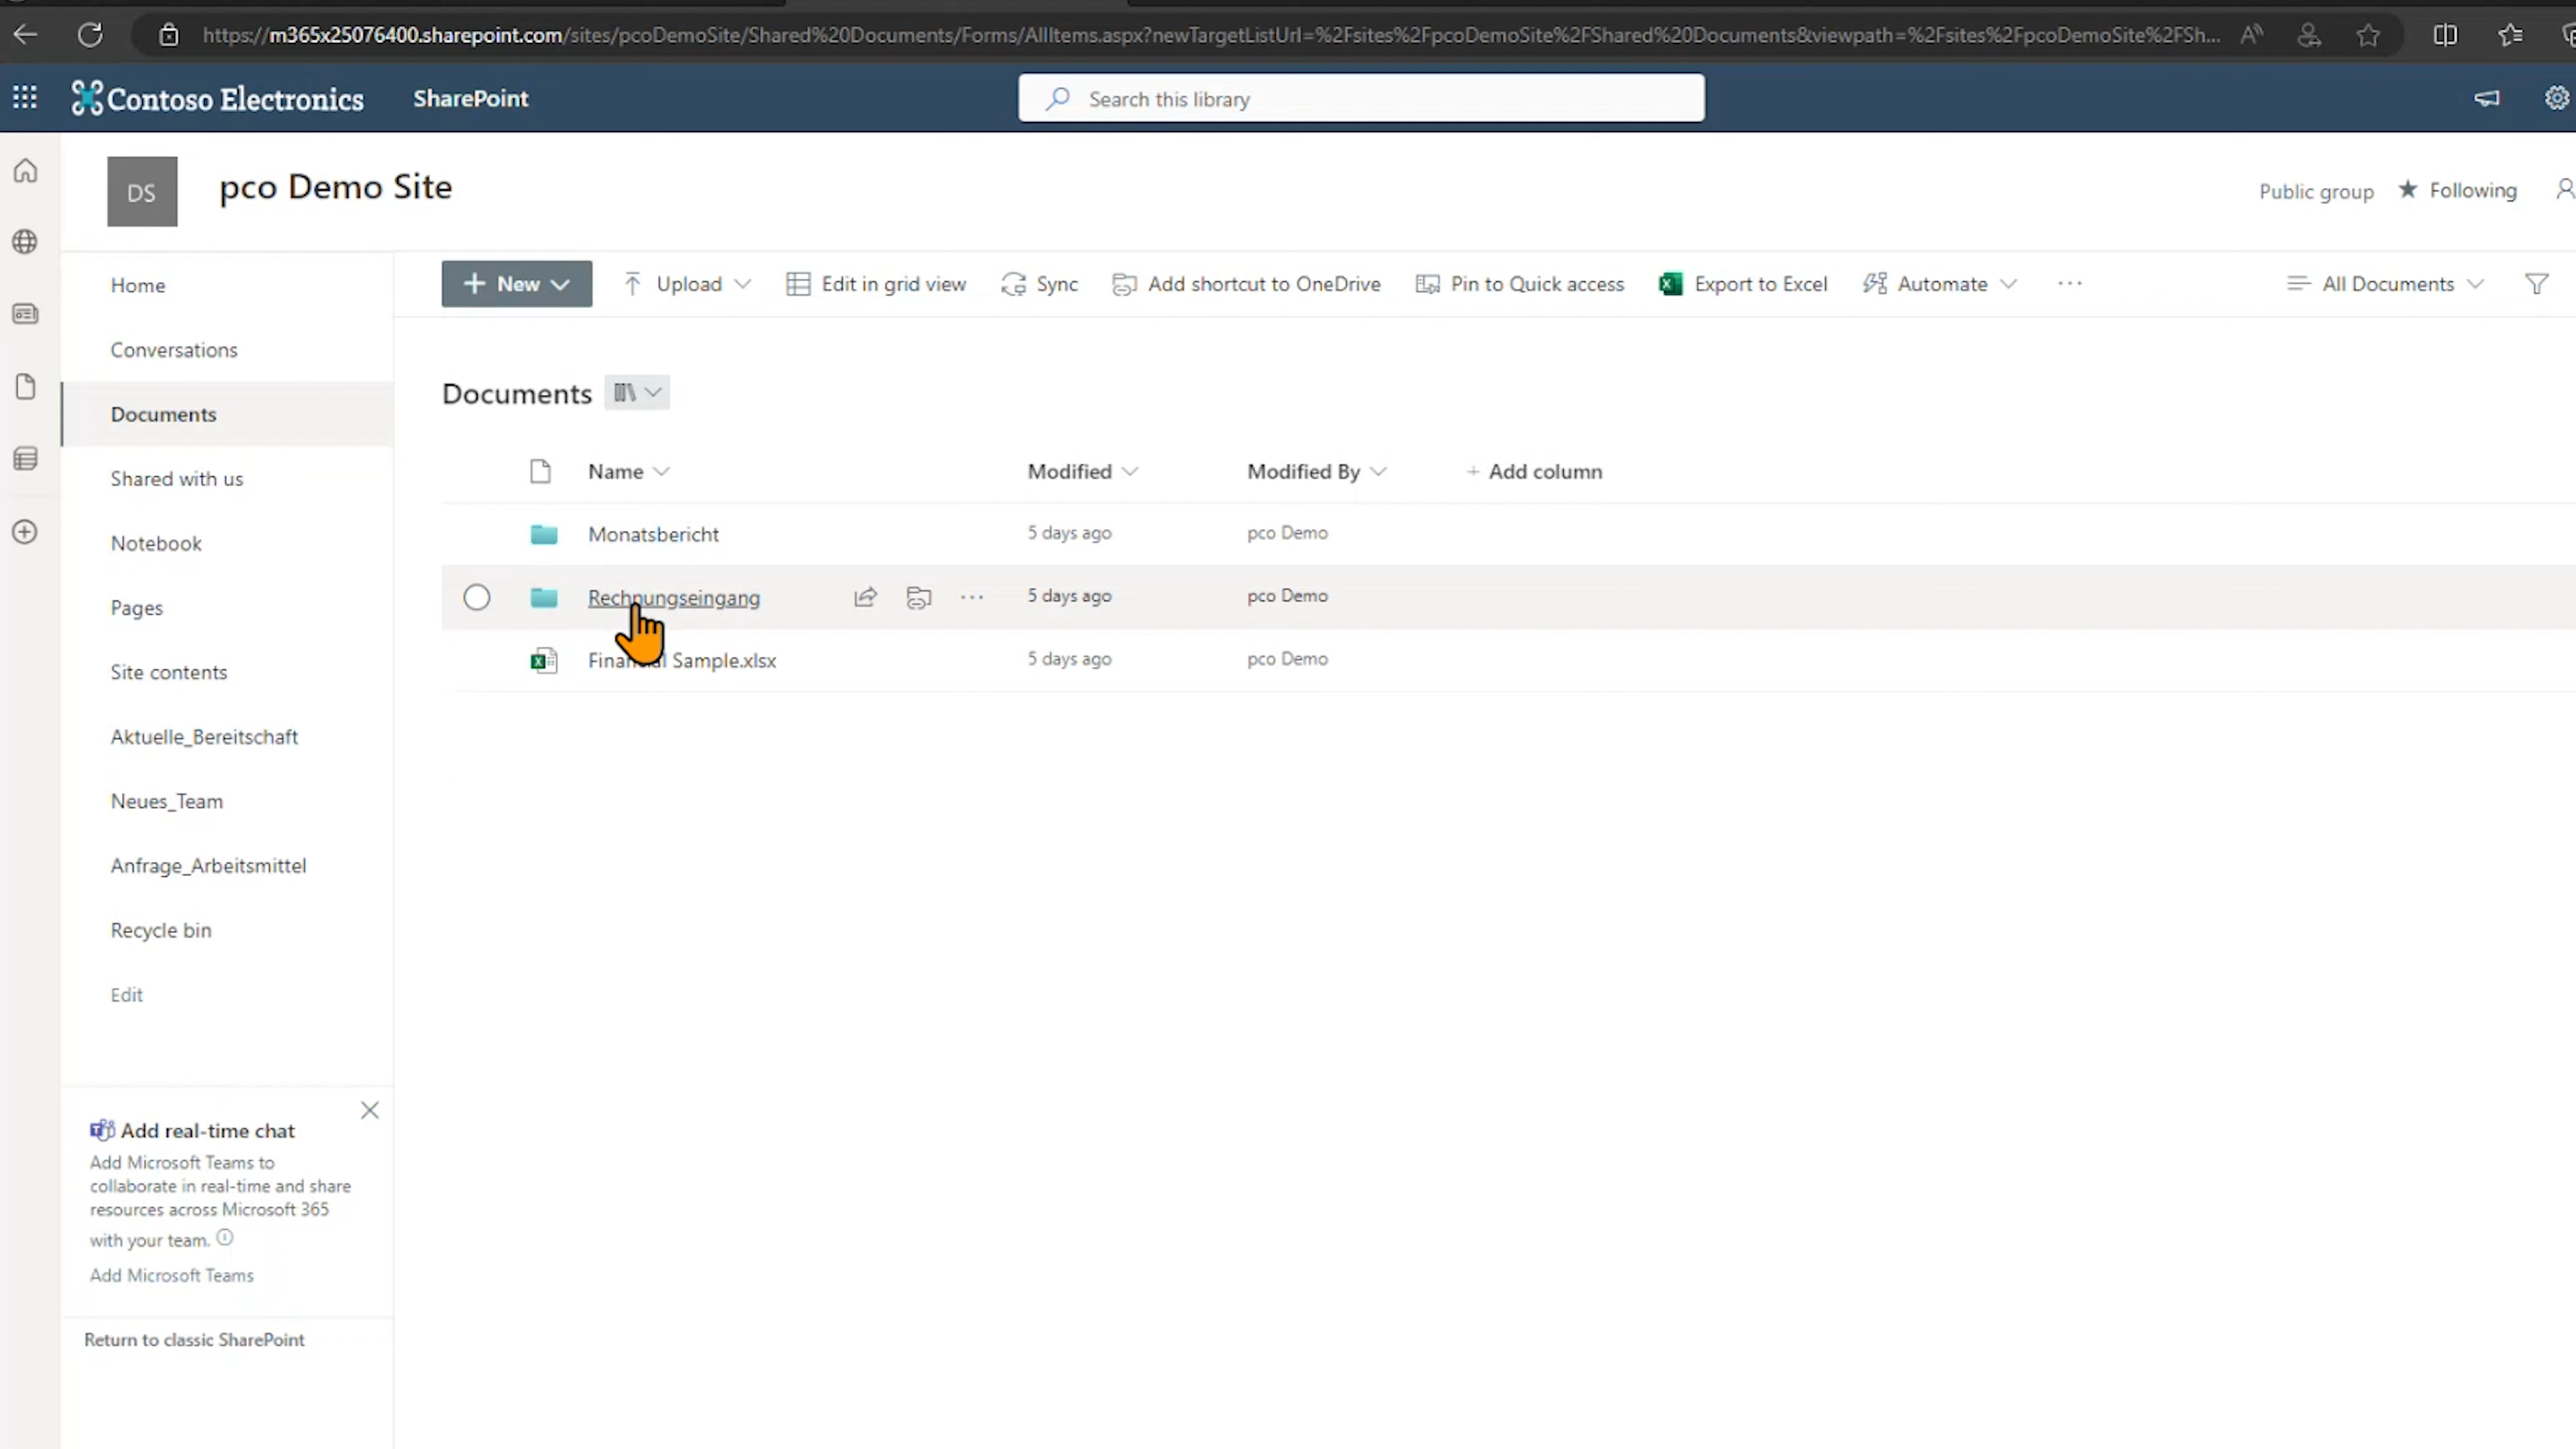 https://m365x25076400.sharepoint.com/sites/pcoDemoSite/Shared%20Documents/Forms/AllItems.aspx?newTargetListUrl=%2Fsites%2FpcoDemoSite%2FShared%20Documents&viewpath=%2Fsites%2FpcoDemoSite%2FSh...
Contoso Electronics SharePoint Search this library
DS pco Demo Site Public group Following
New Upload Edit in grid view Sync Add shortcut to OneDrive Pin to Quick access Export to Excel Automate ... All Documents
Home
Conversations
Documents
Shared with us
Notebook
Pages
Site contents
Aktuelle_Bereitschaft
Neues_Team
Anfrage_Arbeitsmittel
Recycle bin
Edit
Documents
Name Modified Modified By + Add column
Monatsbericht 5 days ago pco Demo
Rechnungseingang ... 5 days ago pco Demo
Financial Sample.xlsx 5 days ago pco Demo
Add real-time chat
Add Microsoft Teams to
collaborate in real-time and share
resources across Microsoft 365
with your team.
Add Microsoft Teams
Return to classic SharePoint